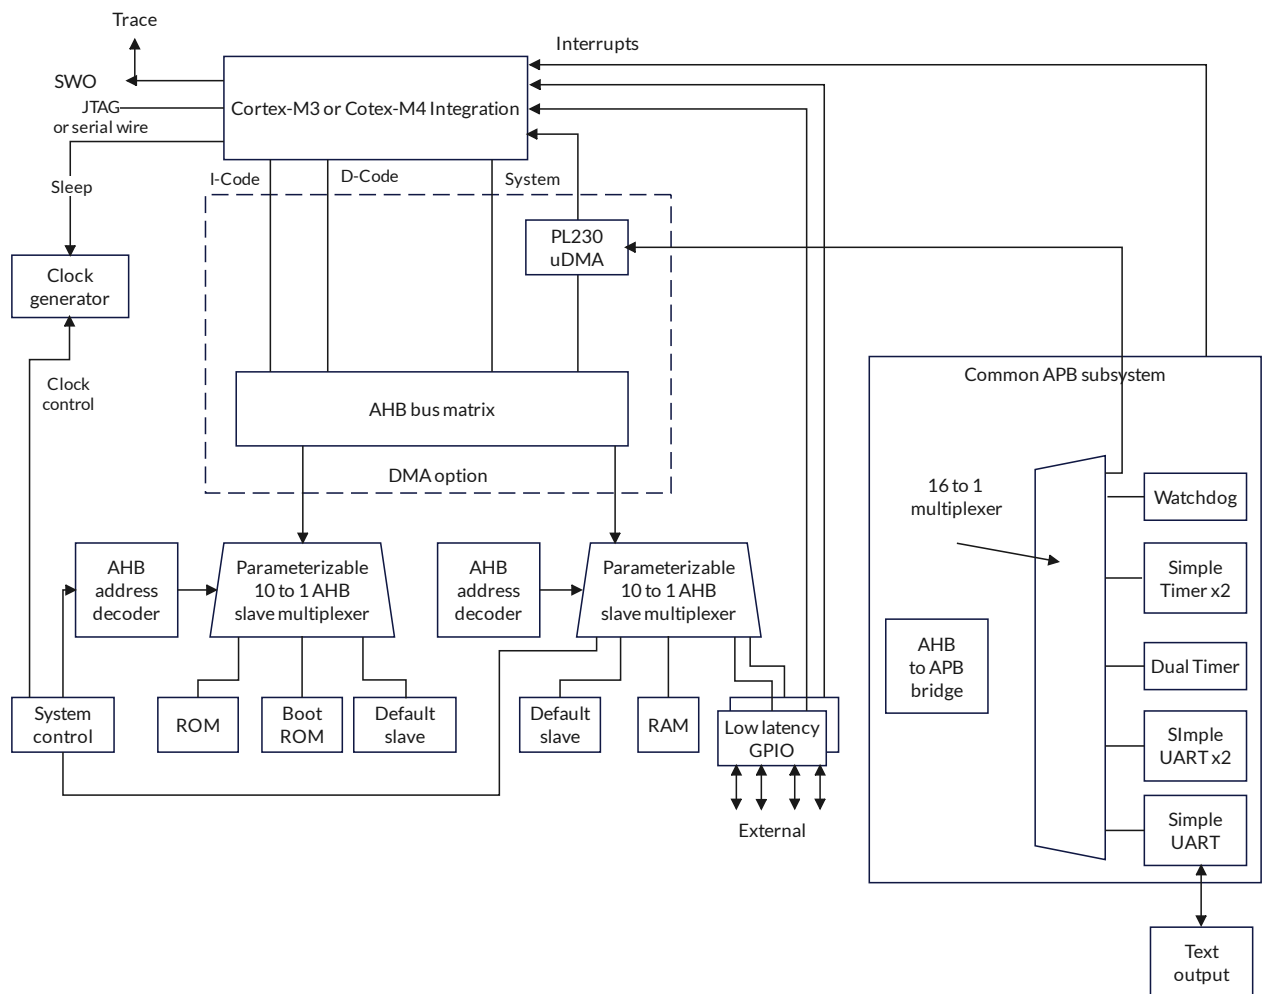 Trace
Interrupts
SWO
JTAG
or serial wire
Cortex-M3 or Cotex-M4 Integration
I-Code
D-Code
System
Sleep
PL230
uDMA
Clock
generator
Clock
control
AHB bus matrix
DMA option
Common APB subsystem
16 to 1
multiplexer
Watchdog
Simple
Timer x2
Dual Timer
SImple
UART x2
Simple
UART
AHB
to APB
bridge
AHB
address
decoder
Parameterizable
10 to 1 AHB
slave multiplexer
AHB
address
decoder
Parameterizable
10 to 1 AHB
slave multiplexer
System
control
ROM
Boot
ROM
Default
slave
Default
slave
RAM
Low latency
GPIO
External
Text
output